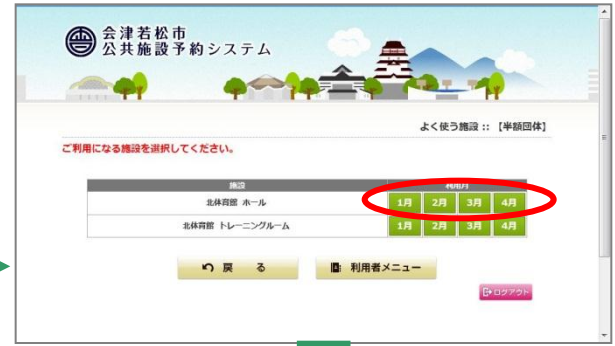 会津若松市
公共施設予約システム
よく使う施設 :: 【半額団体】
ご利用になる施設を選択してください。
施設 利用月
北体育館 ホール 1月 2月 3月 4月
北体育館 トレーニングルーム 1月 2月 3月 4月
戻 る 利用者メニュー
ログアウト